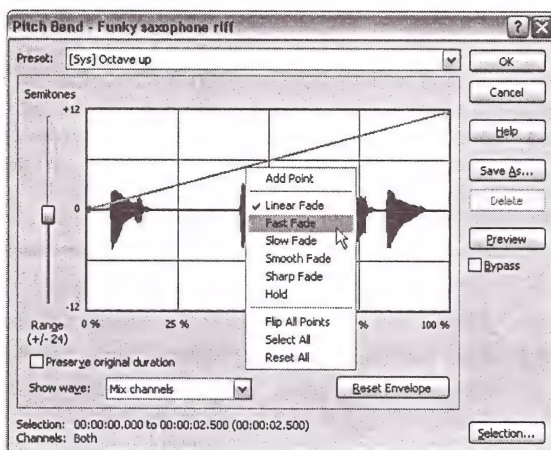 Pitch Bend - Funky saxophone riff
Preset: [Sys] Octave up
OK
Cancel
Help
Save As...
Delete
Preview
Bypass
Semitones
+12
0
-12
Range
(+/- 24)
0 %
25 %
%
100 %
Add Point
Linear Fade
Fast Fade
Slow Fade
Smooth Fade
Sharp Fade
Hold
Flip All Points
Select All
Reset All
Preserve original duration
Show wave: Mix channels
Reset Envelope
Selection: 00:00:00.000 to 00:00:02.500 (00:00:02.500)
Channels: Both
Selection...